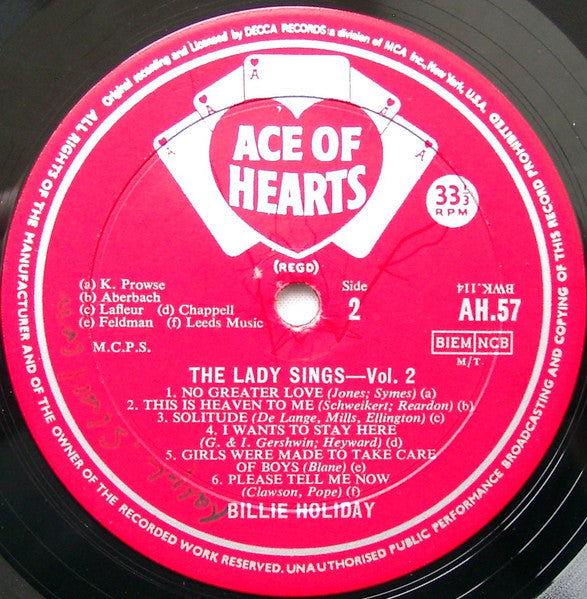 Original recording and Licensed by DECCA RECORDS: a division of MCA Inc., New York, U.S.A.
ALL RIGHTS OF THE MANUFACTURER AND OF THE OWNER OF THE RECORDED WORK RESERVED. UNAUTHORISED PUBLIC PERFORMANCE BROADCASTING AND COPYING OF THIS RECORD PROHIBITED
A
A
A
A
ACE OF
HEARTS
(REGD)
33⅓
RPM
(a) K. Prowse
(b) Aberbach
(c) Lafleur (d) Chappell
(e) Feldman (f) Leeds Music
M.C.P.S.
Side
2
BWK.114
AH.57
BIEM NCB
M/T.
THE LADY SINGS—Vol. 2
1. NO GREATER LOVE (Jones; Symes) (a)
2. THIS IS HEAVEN TO ME (Schweikert; Reardon) (b)
3. SOLITUDE (De Lange, Mills, Ellington) (c)
4. I WANTS TO STAY HERE
(G. & I. Gershwin; Heyward) (d)
5. GIRLS WERE MADE TO TAKE CARE
OF BOYS (Blane) (e)
6. PLEASE TELL ME NOW
(Clawson, Pope) (f)
BILLIE HOLIDAY